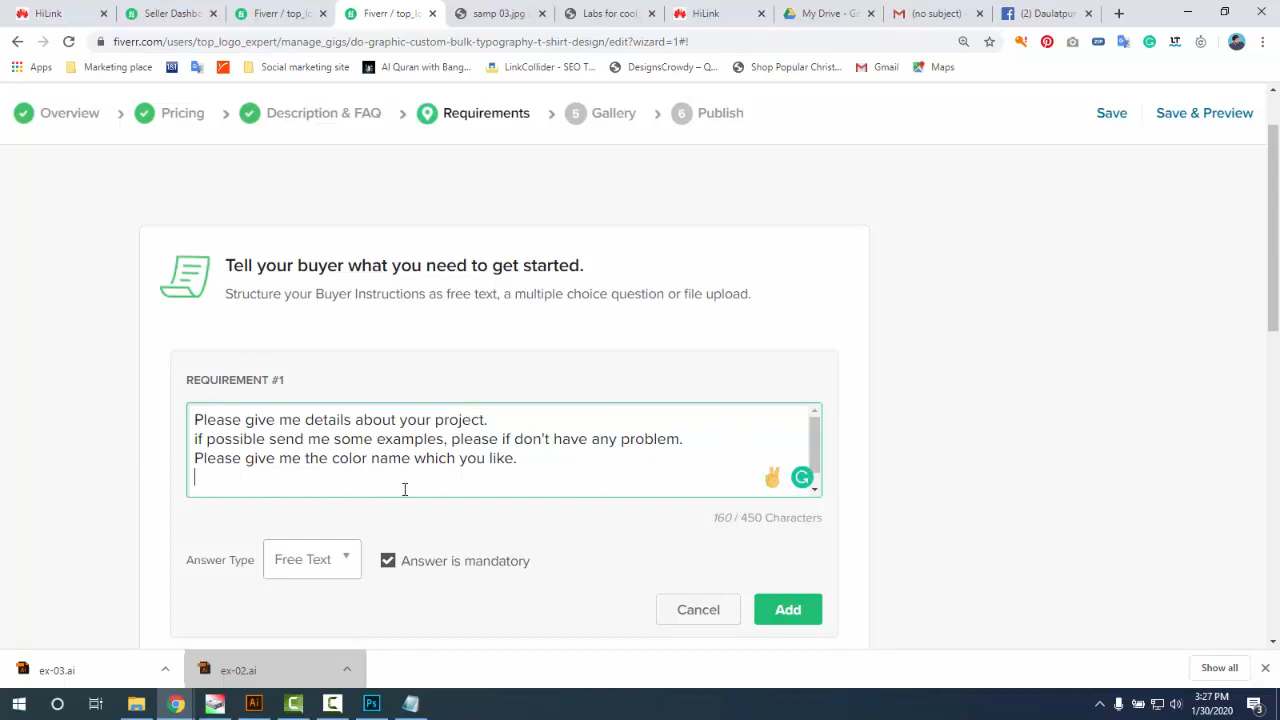 HiLink
Seller Dashb
Fiverr / top_lo
Fiverr / top_lo
samp 03.jpg
Labs for cool
HiLink
My Drive - Go
(no subject)
(2) Daulatpu
fiverr.com/users/top_logo_expert/manage_gigs/do-graphic-custom-bulk-typography-t-shirt-design/edit?wizard=1#!
Apps
Marketing place
Social marketing site
Al Quran with Bang...
LinkCollider - SEO T...
DesignsCrowdy – Q...
Shop Popular Christ...
Gmail
Maps
Overview
Pricing
Description & FAQ
Requirements
5 Gallery
6 Publish
Save
Save & Preview
Tell your buyer what you need to get started.
Structure your Buyer Instructions as free text, a multiple choice question or file upload.
REQUIREMENT #1
Please give me details about your project.
if possible send me some examples, please if don't have any problem.
Please give me the color name which you like.
160 / 450 Characters
Answer Type
Free Text
Answer is mandatory
Cancel
Add
ex-03.ai
ex-02.ai
Show all
3:27 PM
1/30/2020